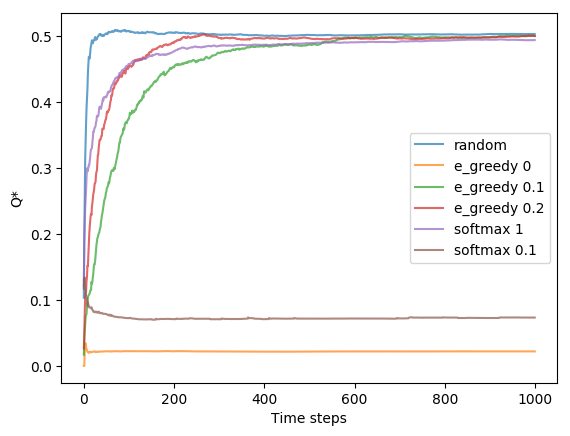 0.5
0.4
0.3
0.2
0.1
0.0
Q*
random
e_greedy 0
e_greedy 0.1
e_greedy 0.2
softmax 1
softmax 0.1
0 200 400 600 800 1000
Time steps